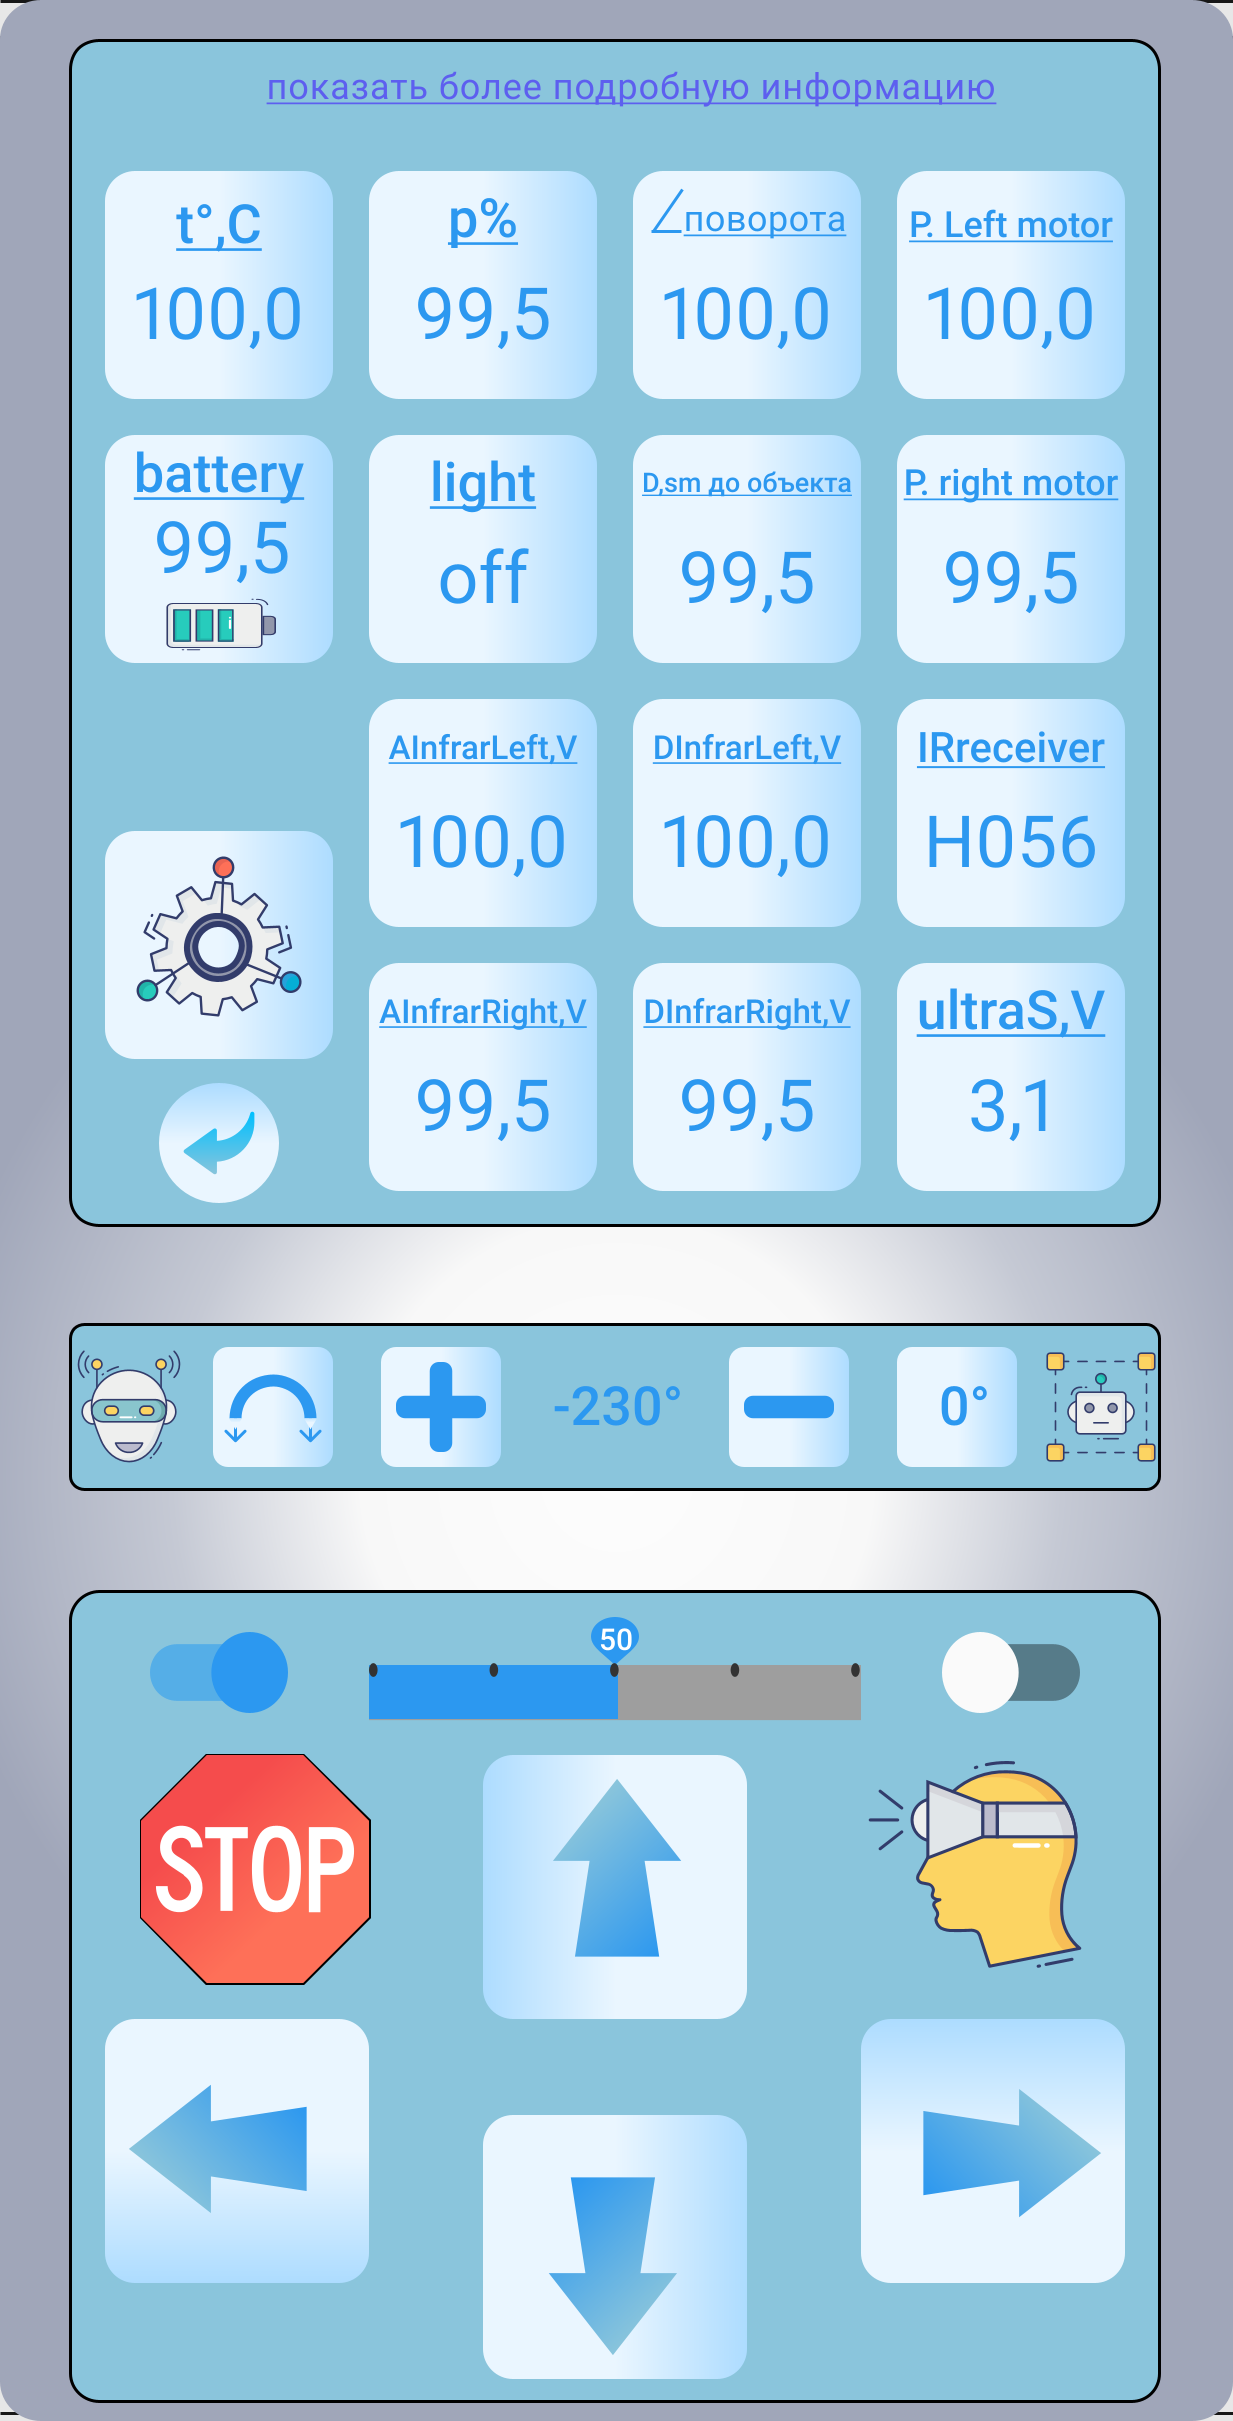 показать более подробную информацию
t°,C
100,0
p%
99,5
∠поворота
100,0
P. Left motor
100,0
battery
99,5
i
light
off
D,sm до объекта
99,5
P. right motor
99,5
AInfrarLeft,V
100,0
DInfrarLeft,V
100,0
IRreceiver
H056
AInfrarRight,V
99,5
DInfrarRight,V
99,5
ultraS,V
3,1
-230°
0°
50
STOP